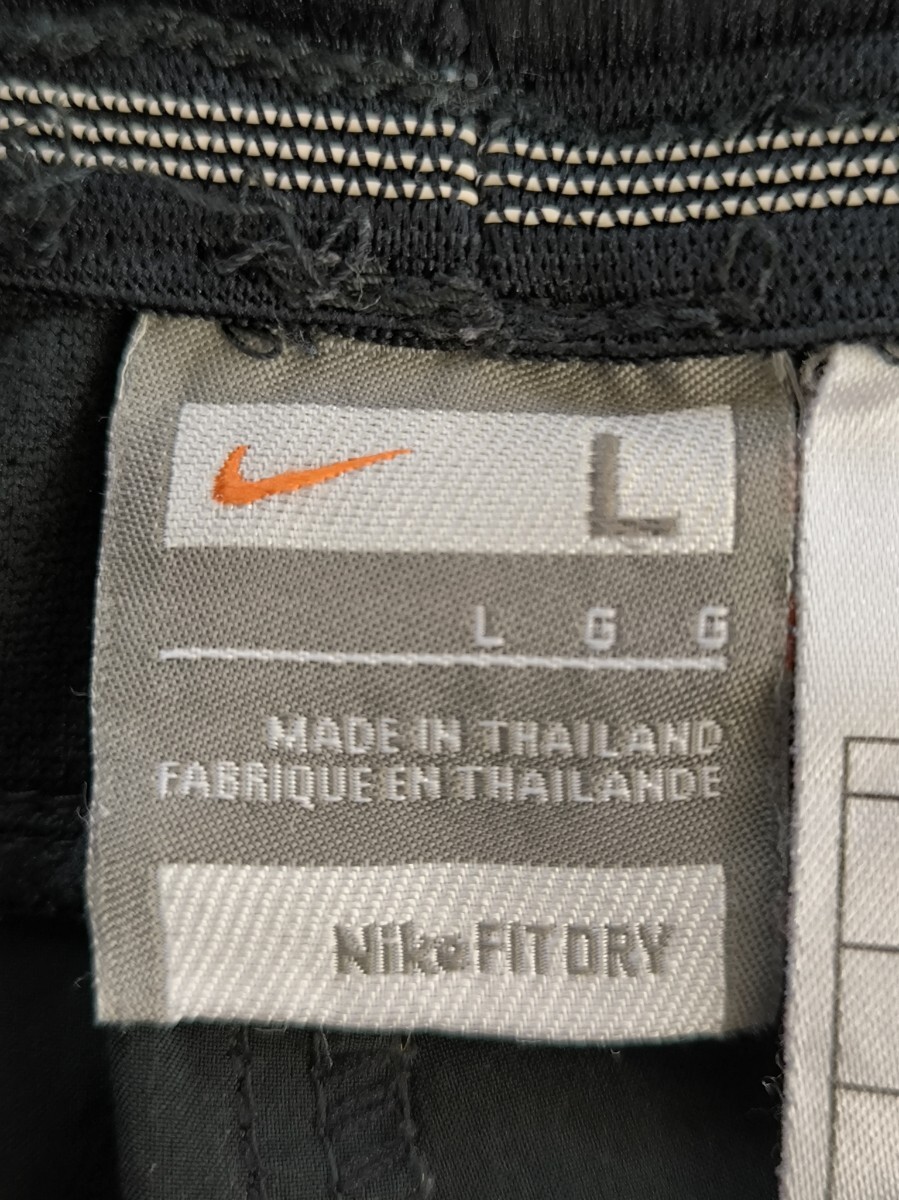 L
L G G
MADE IN THAILAND
FABRIQUE EN THAILANDE
Nike FIT DRY